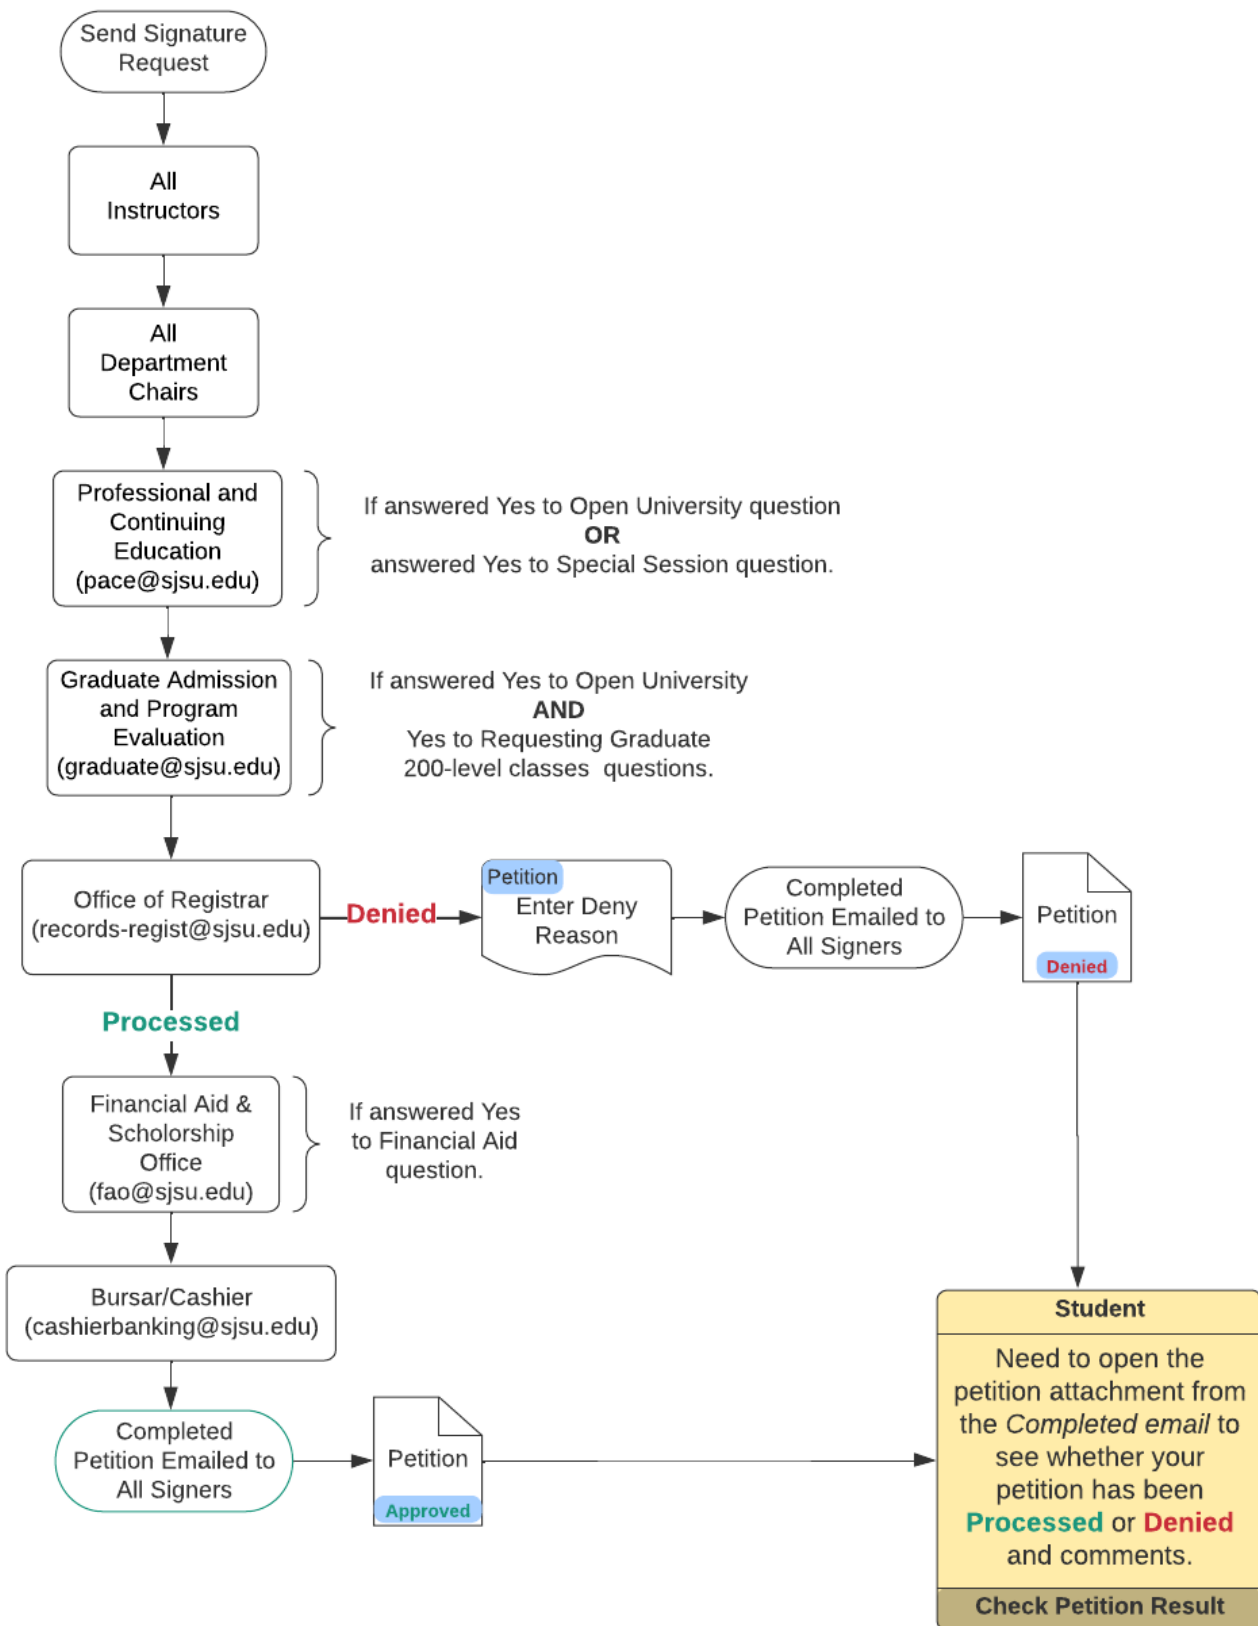 Send Signature
Request
All
Instructors
All
Department
Chairs
Professional and
Continuing
Education
(pace@sjsu.edu)
If answered Yes to Open University question
OR
answered Yes to Special Session question.
Graduate Admission
and Program
Evaluation
(graduate@sjsu.edu)
If answered Yes to Open University
AND
Yes to Requesting Graduate
200-level classes questions.
Office of Registrar
(records-regist@sjsu.edu)
Denied
Petition
Enter Deny
Reason
Completed
Petition Emailed to
All Signers
Petition
Denied
Processed
Financial Aid &
Scholorship
Office
(fao@sjsu.edu)
If answered Yes
to Financial Aid
question.
Bursar/Cashier
(cashierbanking@sjsu.edu)
Completed
Petition Emailed to
All Signers
Petition
Approved
Student
Need to open the
petition attachment from
the Completed email to
see whether your
petition has been
Processed or Denied
and comments.
Check Petition Result